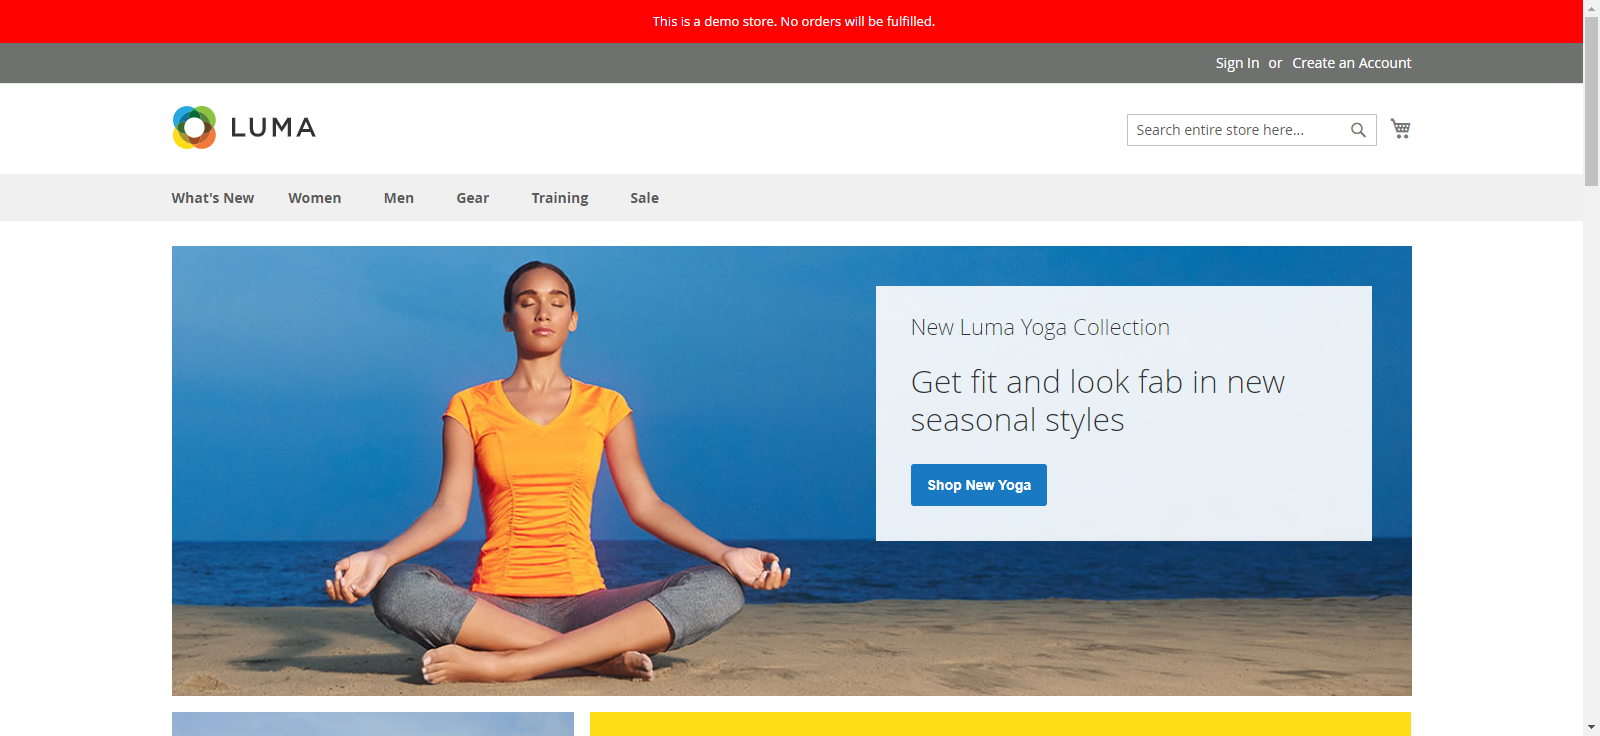 This is a demo store. No orders will be fulfilled.
Sign In or Create an Account
LUMA
Search entire store here...
What's New Women Men Gear Training Sale
New Luma Yoga Collection
Get fit and look fab in new
seasonal styles
Shop New Yoga